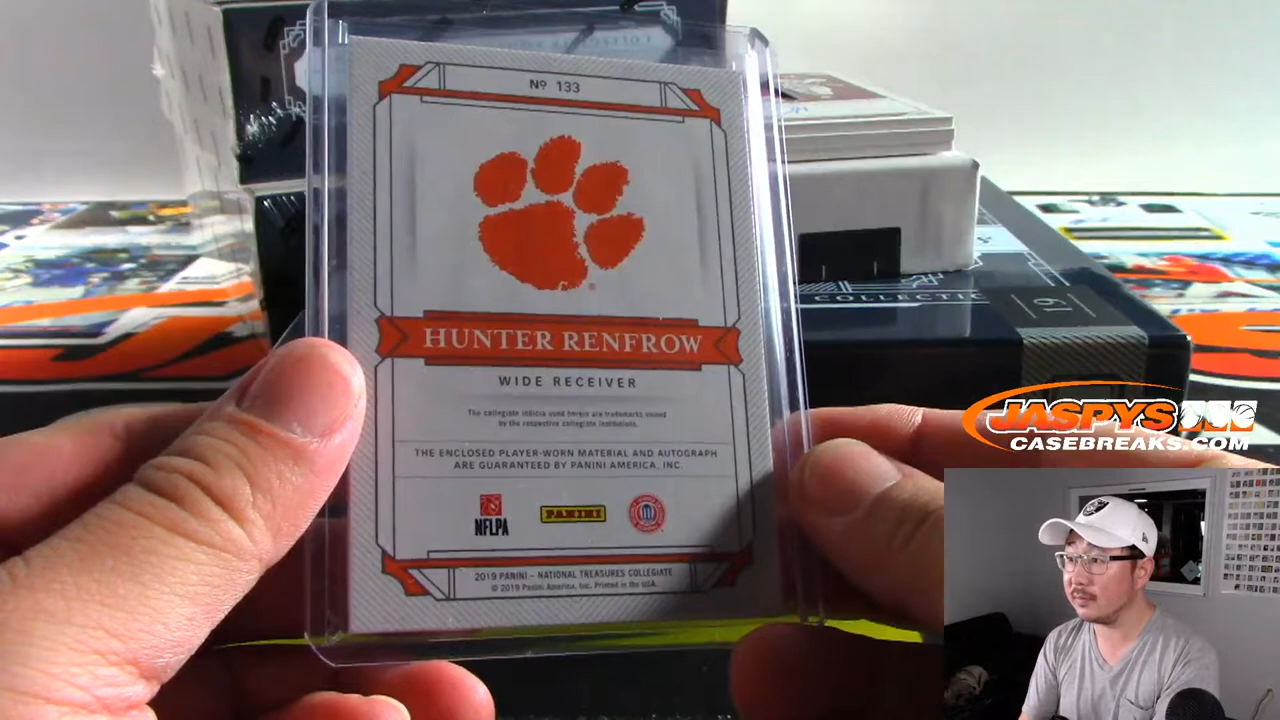 Nº 133
HUNTER RENFROW
WIDE RECEIVER
The collegiate indicia used herein are trademarks owned
by the respective collegiate institutions.
THE ENCLOSED PLAYER-WORN MATERIAL AND AUTOGRAPH
ARE GUARANTEED BY PANINI AMERICA, INC.
NFLPA
PANINI
2019 PANINI – NATIONAL TREASURES COLLEGIATE
© 2019 Panini America, Inc. Printed in the USA.
COLLECTIO
19
JASPYS
CASEBREAKS.COM